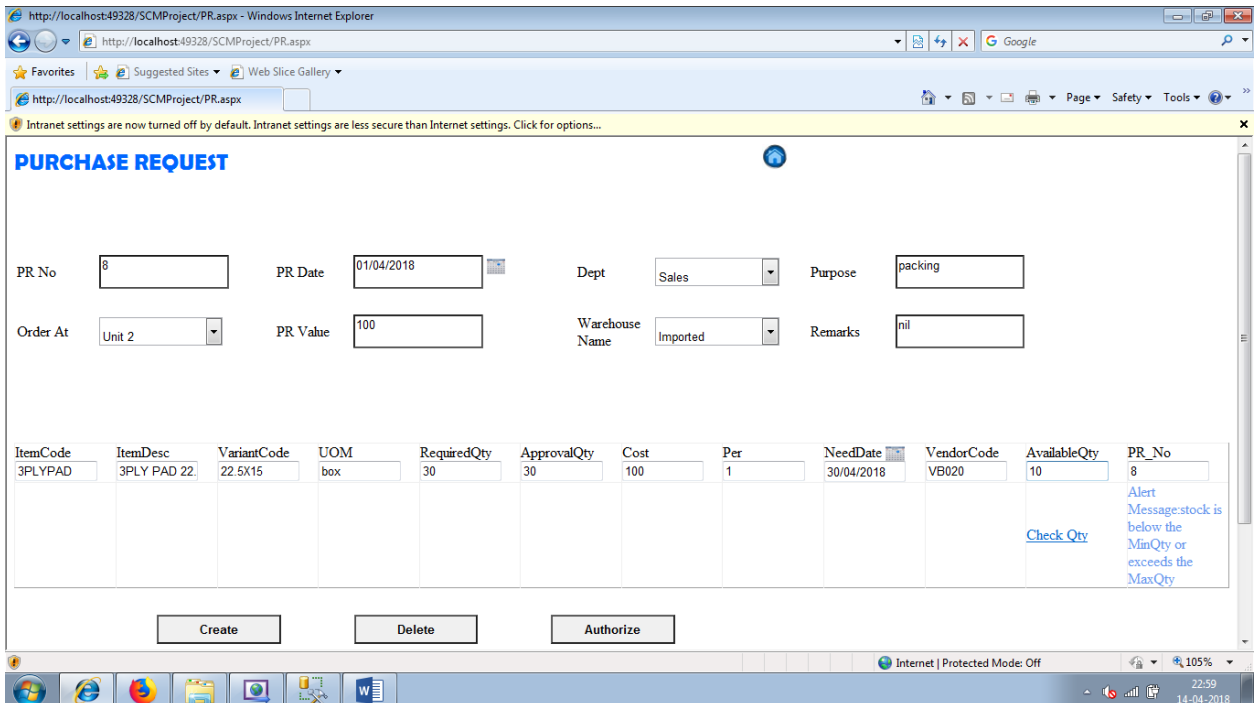 http://localhost:49328/SCMProject/PR.aspx - Windows Internet Explorer
http://localhost:49328/SCMProject/PR.aspx
Google
Favorites Suggested Sites Web Slice Gallery
http://localhost:49328/SCMProject/PR.aspx
Page Safety Tools
Intranet settings are now turned off by default. Intranet settings are less secure than Internet settings. Click for options...
PURCHASE REQUEST
PR No 8 PR Date 01/04/2018 Dept Sales Purpose packing
Order At Unit 2 PR Value 100 Warehouse Name Imported Remarks nil
ItemCode ItemDesc VariantCode UOM RequiredQty ApprovalQty Cost Per NeedDate VendorCode AvailableQty PR_No
3PLYPAD 3PLY PAD 22. 22.5X15 box 30 30 100 1 30/04/2018 VB020 10 8
Check Qty
Alert
Message:stock is
below the
MinQty or
exceeds the
MaxQty
Create Delete Authorize
Internet | Protected Mode: Off 105%
22:59
14-04-2018